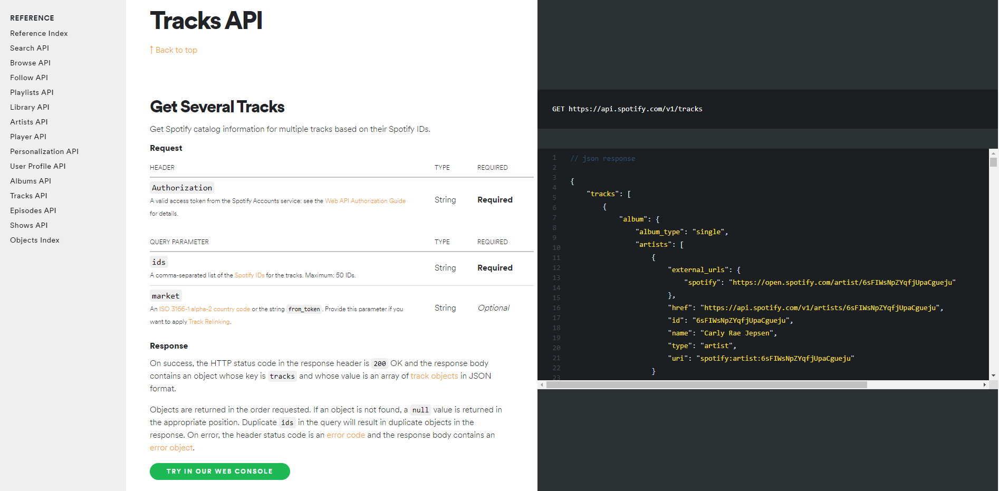 REFERENCE
Reference Index
Search API
Browse API
Follow API
Playlists API
Library API
Artists API
Player API
Personalization API
User Profile API
Albums API
Tracks API
Episodes API
Shows API
Objects Index
Tracks API
↑ Back to top
Get Several Tracks
Get Spotify catalog information for multiple tracks based on their Spotify IDs.
Request
HEADER TYPE REQUIRED
Authorization
A valid access token from the Spotify Accounts service: see the Web API Authorization Guide
for details.
String Required
QUERY PARAMETER TYPE REQUIRED
ids
A comma-separated list of the Spotify IDs for the tracks. Maximum: 50 IDs.
String Required
market
An ISO 3166-1 alpha-2 country code or the string from_token. Provide this parameter if you
want to apply Track Relinking.
String Optional
Response
On success, the HTTP status code in the response header is 200 OK and the response body
contains an object whose key is tracks and whose value is an array of track objects in JSON
format.
Objects are returned in the order requested. If an object is not found, a null value is returned in
the appropriate position. Duplicate ids in the query will result in duplicate objects in the
response. On error, the header status code is an error code and the response body contains an
error object.
TRY IN OUR WEB CONSOLE
GET https://api.spotify.com/v1/tracks
1
2
3
4
5
6
7
8
9
10
11
12
13
14
15
16
17
18
19
20
21
22
23
// json response
{
"tracks": [
{
"album": {
"album_type": "single",
"artists": [
{
"external_urls": {
"spotify": "https://open.spotify.com/artist/6sFIWsNpZYqfjUpaCgueju"
},
"href": "https://api.spotify.com/v1/artists/6sFIWsNpZYqfjUpaCgueju",
"id": "6sFIWsNpZYqfjUpaCgueju",
"name": "Carly Rae Jepsen",
"type": "artist",
"uri": "spotify:artist:6sFIWsNpZYqfjUpaCgueju"
}